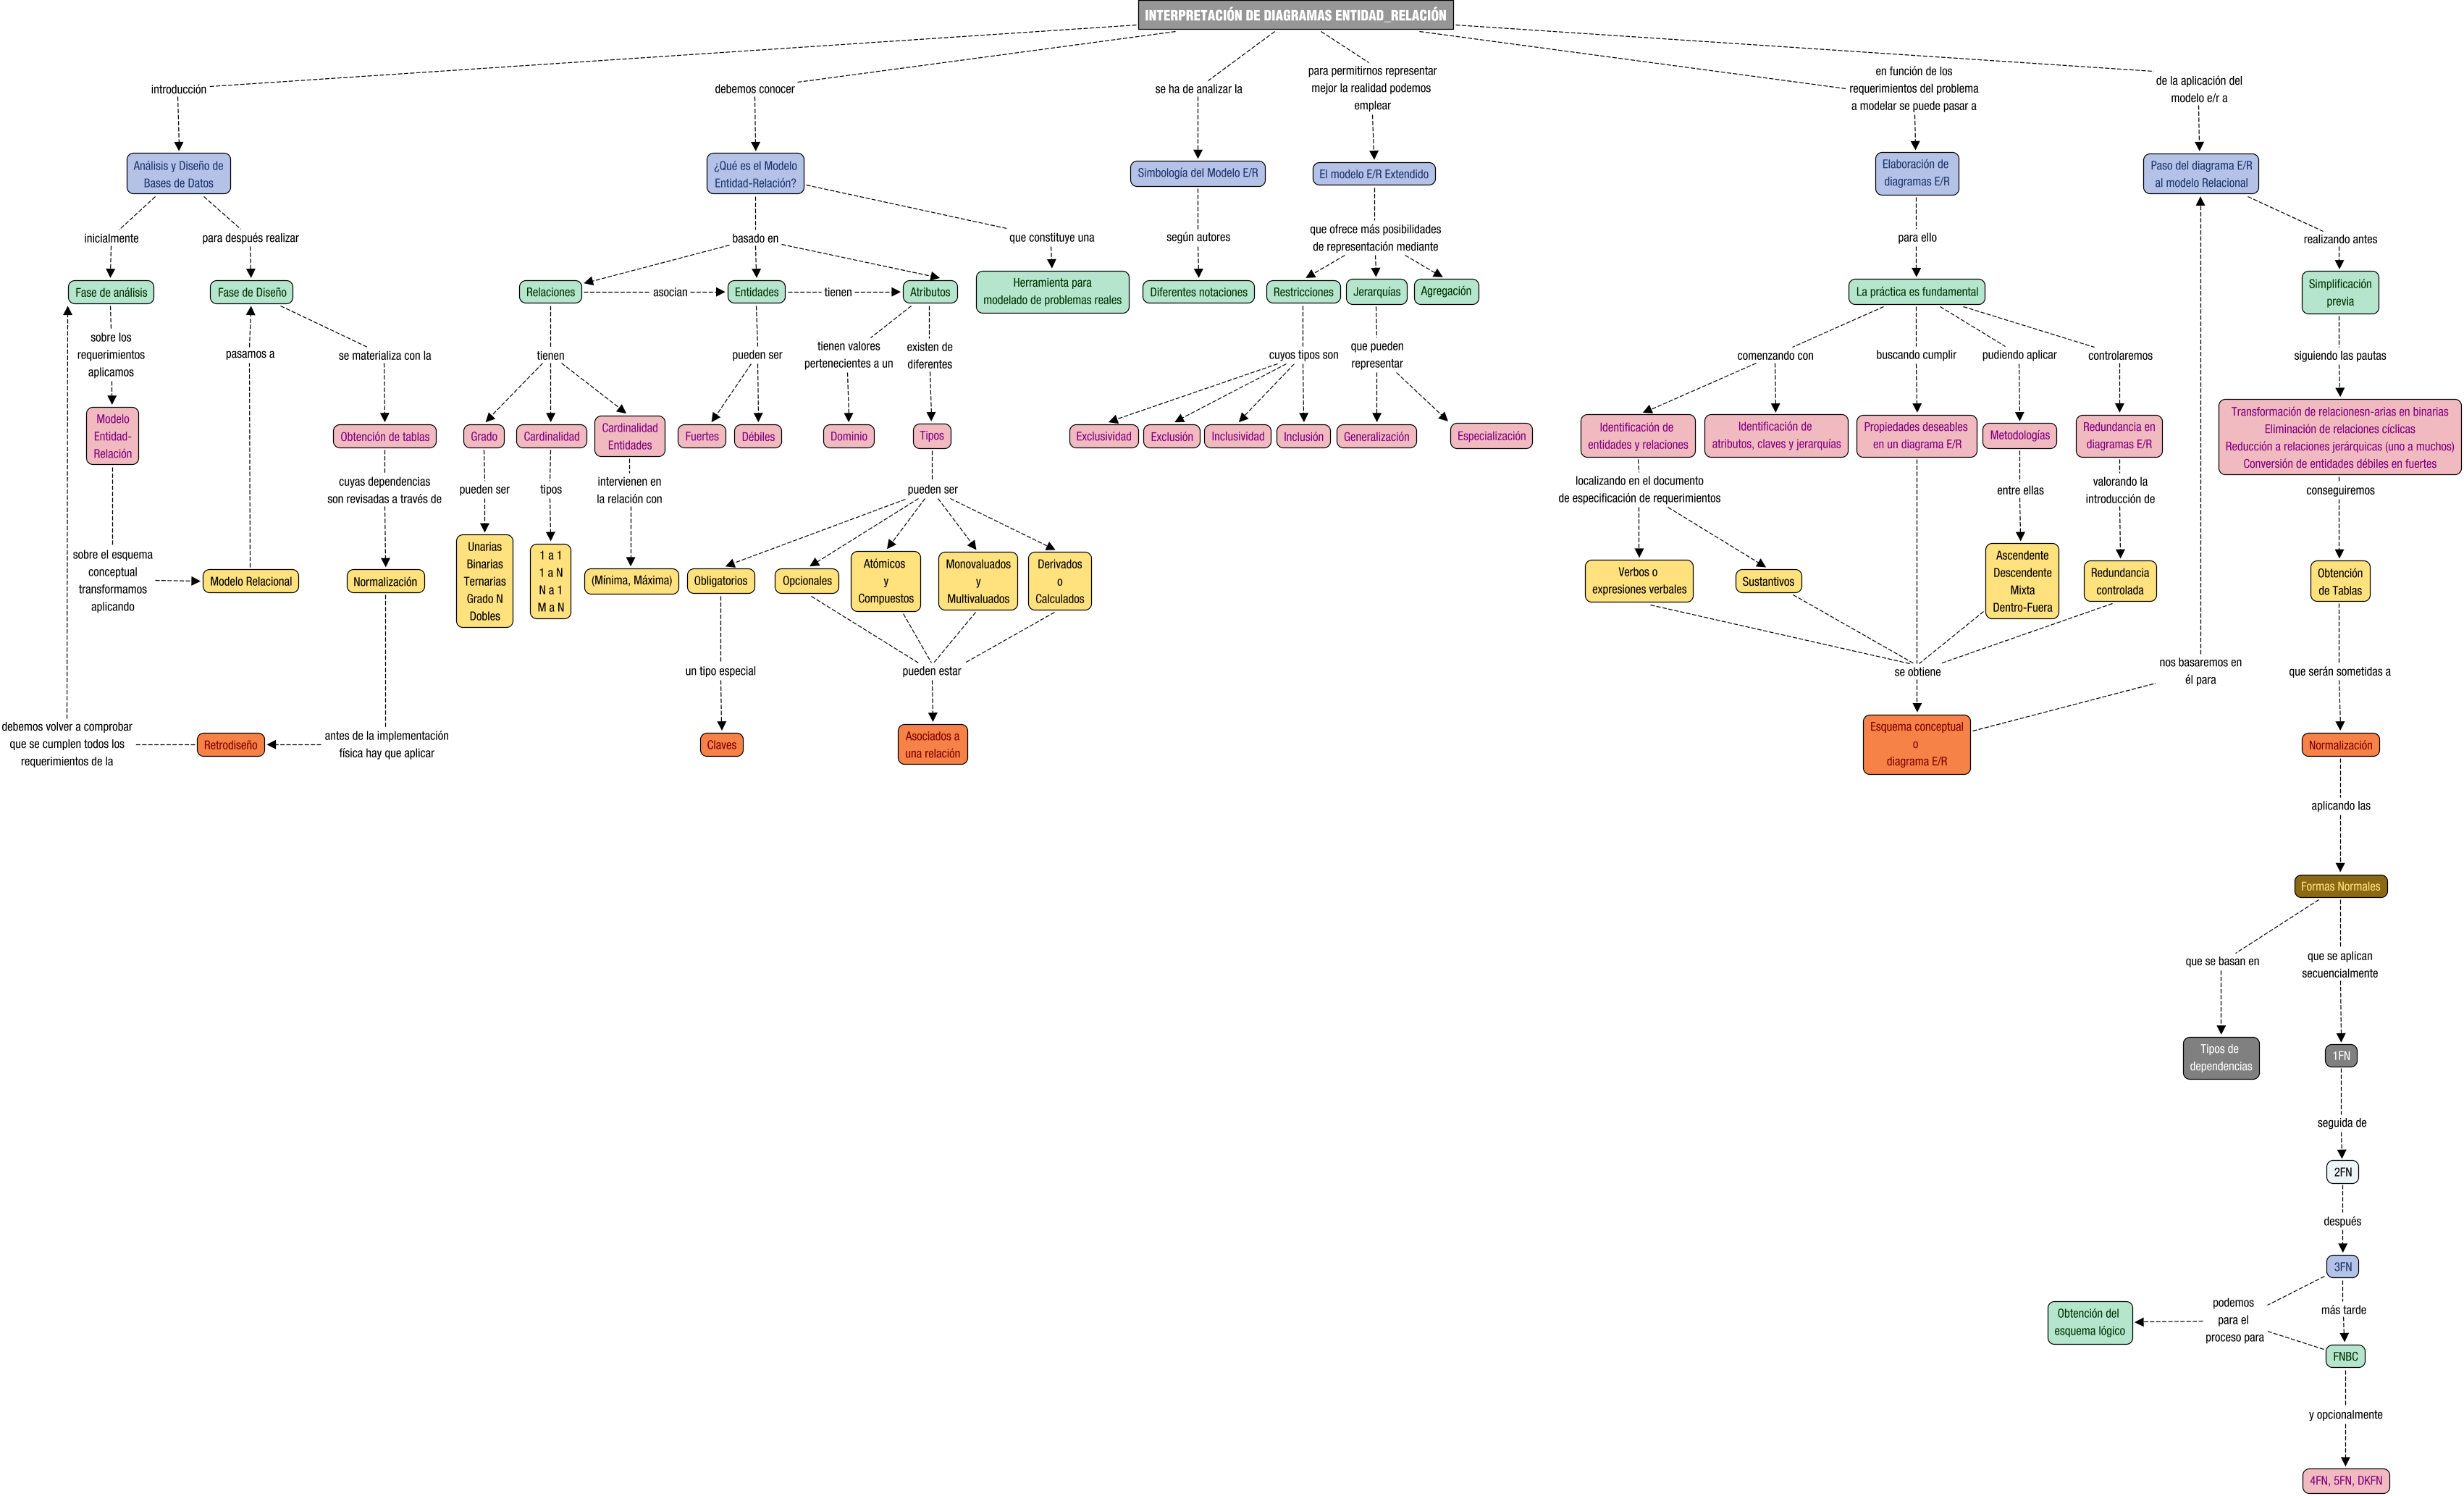 INTERPRETACIÓN DE DIAGRAMAS ENTIDAD_RELACIÓN
introducción
Análisis y Diseño de
Bases de Datos
inicialmente
Fase de análisis
sobre los
requerimientos
aplicamos
Modelo
Entidad-
Relación
sobre el esquema
conceptual
transformamos
aplicando
Modelo Relacional
pasamos a
para después realizar
Fase de Diseño
se materializa con la
Obtención de tablas
cuyas dependencias
son revisadas a través de
Normalización
antes de la implementación
física hay que aplicar
Retrodiseño
debemos volver a comprobar
que se cumplen todos los
requerimientos de la
debemos conocer
¿Qué es el Modelo
Entidad-Relación?
basado en
que constituye una
Herramienta para
modelado de problemas reales
Relaciones
asocian
Entidades
tienen
Atributos
tienen
Grado
pueden ser
Unarias
Binarias
Ternarias
Grado N
Dobles
Cardinalidad
tipos
1 a 1
1 a N
N a 1
M a N
Cardinalidad
Entidades
intervienen en
la relación con
(Mínima, Máxima)
pueden ser
Fuertes
Débiles
tienen valores
pertenecientes a un
Dominio
existen de
diferentes
Tipos
pueden ser
Obligatorios
Opcionales
Atómicos
y
Compuestos
Monovaluados
y
Multivaluados
Derivados
o
Calculados
un tipo especial
Claves
pueden estar
Asociados a
una relación
se ha de analizar la
Simbología del Modelo E/R
según autores
Diferentes notaciones
para permitirnos representar
mejor la realidad podemos
emplear
El modelo E/R Extendido
que ofrece más posibilidades
de representación mediante
Restricciones
Jerarquías
Agregación
cuyos tipos son
Exclusividad
Exclusión
Inclusividad
Inclusión
que pueden
representar
Generalización
Especialización
en función de los
requerimientos del problema
a modelar se puede pasar a
Elaboración de
diagramas E/R
para ello
La práctica es fundamental
comenzando con
Identificación de
entidades y relaciones
Identificación de
atributos, claves y jerarquías
buscando cumplir
Propiedades deseables
en un diagrama E/R
pudiendo aplicar
Metodologías
controlaremos
Redundancia en
diagramas E/R
localizando en el documento
de especificación de requerimientos
Verbos o
expresiones verbales
Sustantivos
entre ellas
Ascendente
Descendente
Mixta
Dentro-Fuera
valorando la
introducción de
Redundancia
controlada
se obtiene
Esquema conceptual
o
diagrama E/R
nos basaremos en
él para
de la aplicación del
modelo e/r a
Paso del diagrama E/R
al modelo Relacional
realizando antes
Simplificación
previa
siguiendo las pautas
Transformación de relacionesn-arias en binarias
Eliminación de relaciones cíclicas
Reducción a relaciones jerárquicas (uno a muchos)
Conversión de entidades débiles en fuertes
conseguiremos
Obtención
de Tablas
que serán sometidas a
Normalización
aplicando las
Formas Normales
que se basan en
Tipos de
dependencias
que se aplican
secuencialmente
1FN
seguida de
2FN
después
3FN
más tarde
podemos
para el
proceso para
Obtención del
esquema lógico
FNBC
y opcionalmente
4FN, 5FN, DKFN